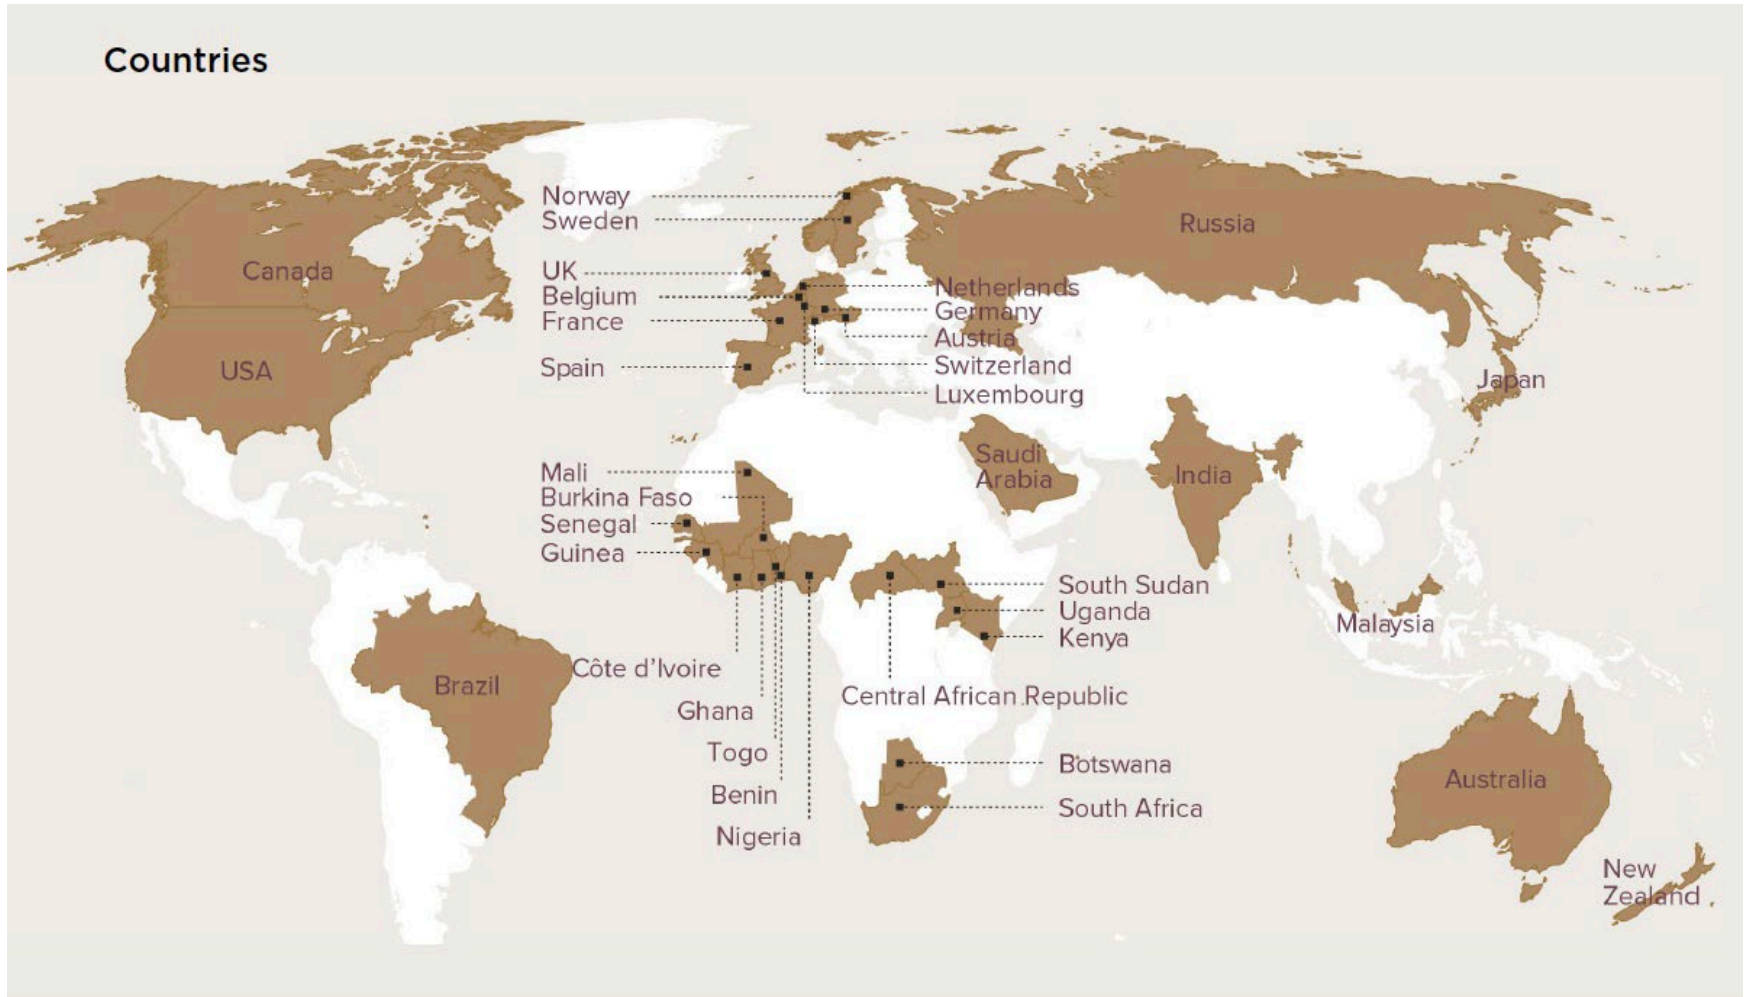 Countries
Norway
Sweden
UK
Belgium
France
Spain
Netherlands
Germany
Austria
Switzerland
Luxembourg
Canada
USA
Russia
Japan
Saudi
Arabia
India
Malaysia
Mali
Burkina Faso
Senegal
Guinea
Côte d'Ivoire
Ghana
Togo
Benin
Nigeria
South Sudan
Uganda
Kenya
Central African Republic
Botswana
South Africa
Brazil
Australia
New
Zealand